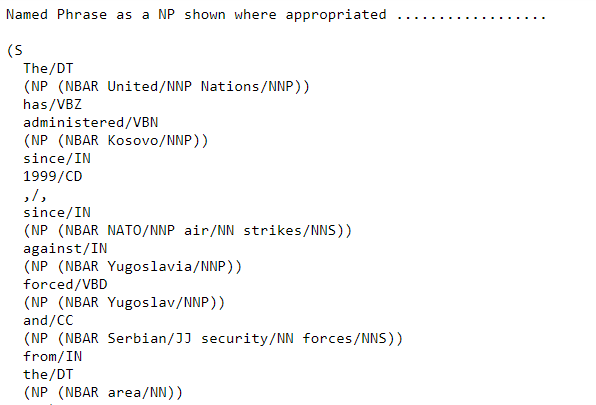 Named Phrase as a NP shown where appropriated ..................
(S
  The/DT
  (NP (NBAR United/NNP Nations/NNP))
  has/VBZ
  administered/VBN
  (NP (NBAR Kosovo/NNP))
  since/IN
  1999/CD
  ,/,
  since/IN
  (NP (NBAR NATO/NNP air/NN strikes/NNS))
  against/IN
  (NP (NBAR Yugoslavia/NNP))
  forced/VBD
  (NP (NBAR Yugoslav/NNP))
  and/CC
  (NP (NBAR Serbian/JJ security/NN forces/NNS))
  from/IN
  the/DT
  (NP (NBAR area/NN))